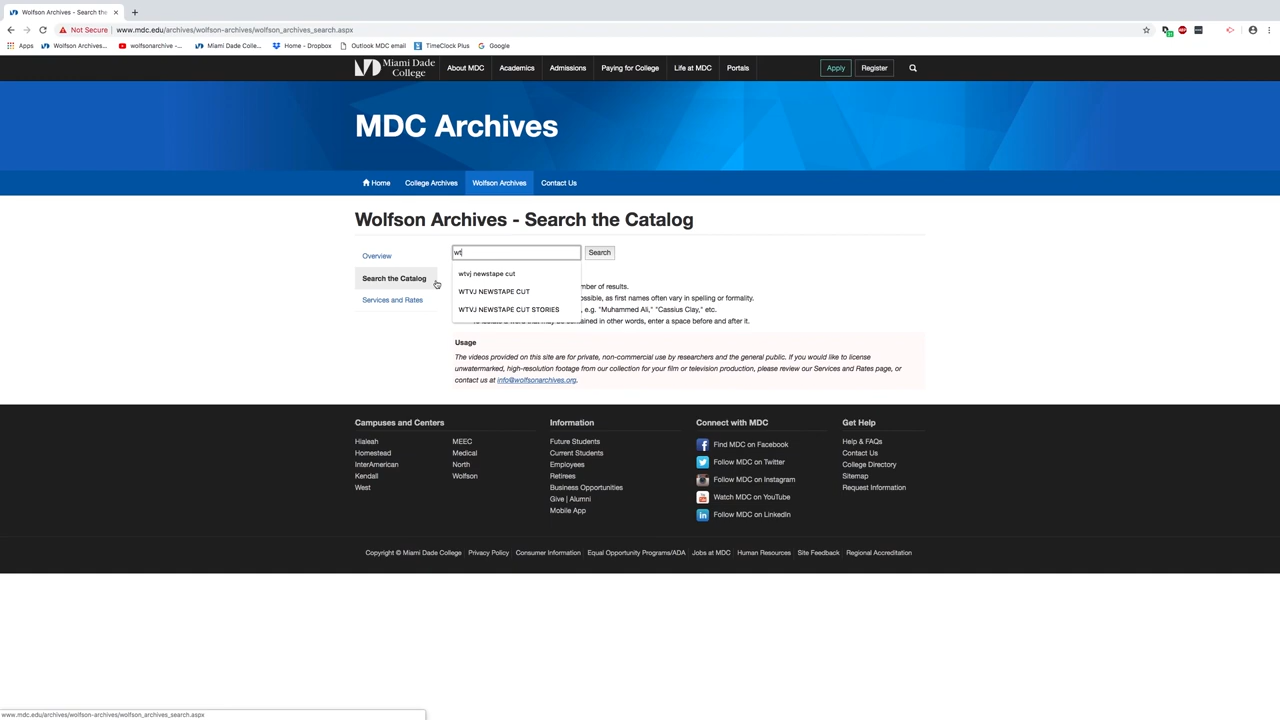 Wolfson Archives - Search the
Not Secure | www.mdc.edu/archives/wolfson-archives/wolfson_archives_search.aspx
Apps Wolfson Archives... wolfsonarchive -... Miami Dade Colle... Home - Dropbox Outlook MDC email TimeClock Plus Google
Miami Dade College About MDC Academics Admissions Paying for College Life at MDC Portals Apply Register
MDC Archives
Home College Archives Wolfson Archives Contact Us
Wolfson Archives - Search the Catalog
Overview
Search the Catalog
Services and Rates
wt Search
wtvj newstape cut
WTVJ NEWSTAPE CUT
WTVJ NEWSTAPE CUT STORIES
mber of results.
ossible, as first names often vary in spelling or formality.
, e.g. "Muhammed Ali," "Cassius Clay," etc.
To isolate a word that may be contained in other words, enter a space before and after it.
Usage
The videos provided on this site are for private, non-commercial use by researchers and the general public. If you would like to license
unwatermarked, high-resolution footage from our collection for your film or television production, please review our Services and Rates page, or
contact us at info@wolfsonarchives.org.
Campuses and Centers
Hialeah
Homestead
InterAmerican
Kendall
West
MEEC
Medical
North
Wolfson
Information
Future Students
Current Students
Employees
Retirees
Business Opportunities
Give | Alumni
Mobile App
Connect with MDC
Find MDC on Facebook
Follow MDC on Twitter
Follow MDC on Instagram
Watch MDC on YouTube
Follow MDC on LinkedIn
Get Help
Help & FAQs
Contact Us
College Directory
Sitemap
Request Information
Copyright © Miami Dade College Privacy Policy Consumer Information Equal Opportunity Programs/ADA Jobs at MDC Human Resources Site Feedback Regional Accreditation
www.mdc.edu/archives/wolfson-archives/wolfson_archives_search.aspx